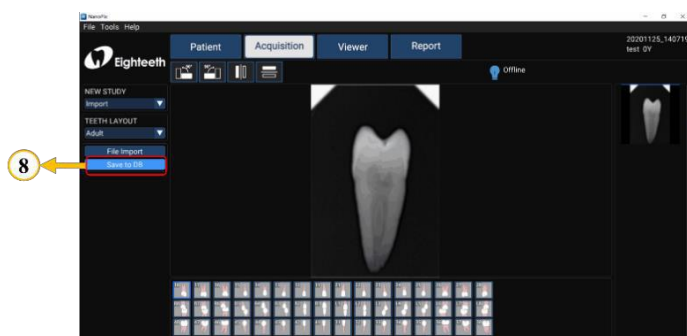 NanoPix
File Tools Help
Eighteeth
Patient
Acquisition
Viewer
Report
20201125_140719
test 0Y
Offline
NEW STUDY
Import
TEETH LAYOUT
Adult
File Import
Save to DB
8